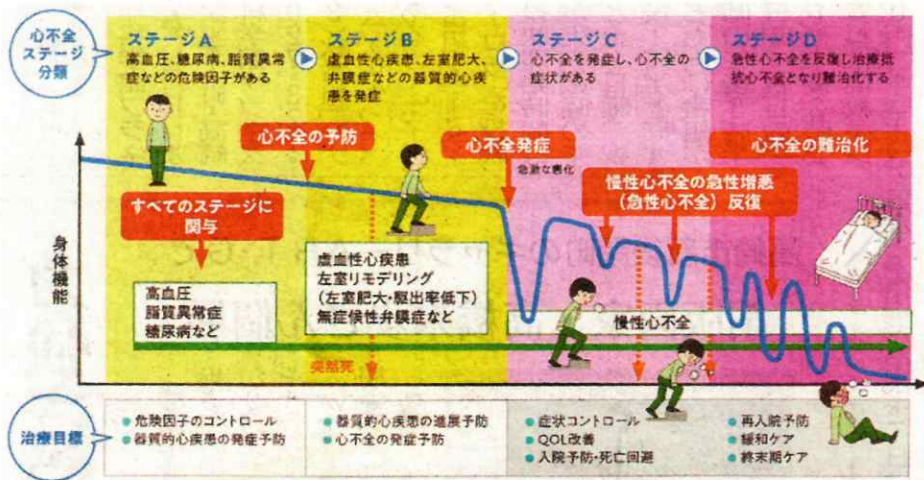 心不全
ステージ
分類
ステージA
高血圧、糖尿病、脂質異常
症などの危険因子がある
ステージB
虚血性心疾患、左室肥大、
弁膜症などの器質的心疾
患を発症
ステージC
心不全を発症し、心不全の
症状がある
ステージD
急性心不全を反復し治療抵
抗心不全となり難治化する
心不全の予防
心不全発症
急激な悪化
心不全の難治化
慢性心不全の急性増悪
(急性心不全)反復
すべてのステージに
関与
身体機能
高血圧
脂質異常症
糖尿病など
虚血性心疾患
左室リモデリング
(左室肥大・駆出率低下)
無症候性弁膜症など
慢性心不全
突然死
治療目標
危険因子のコントロール
器質的心疾患の発症予防
器質的心疾患の進展予防
心不全の発症予防
症状コントロール
QOL改善
入院予防・死亡回避
再入院予防
緩和ケア
終末期ケア